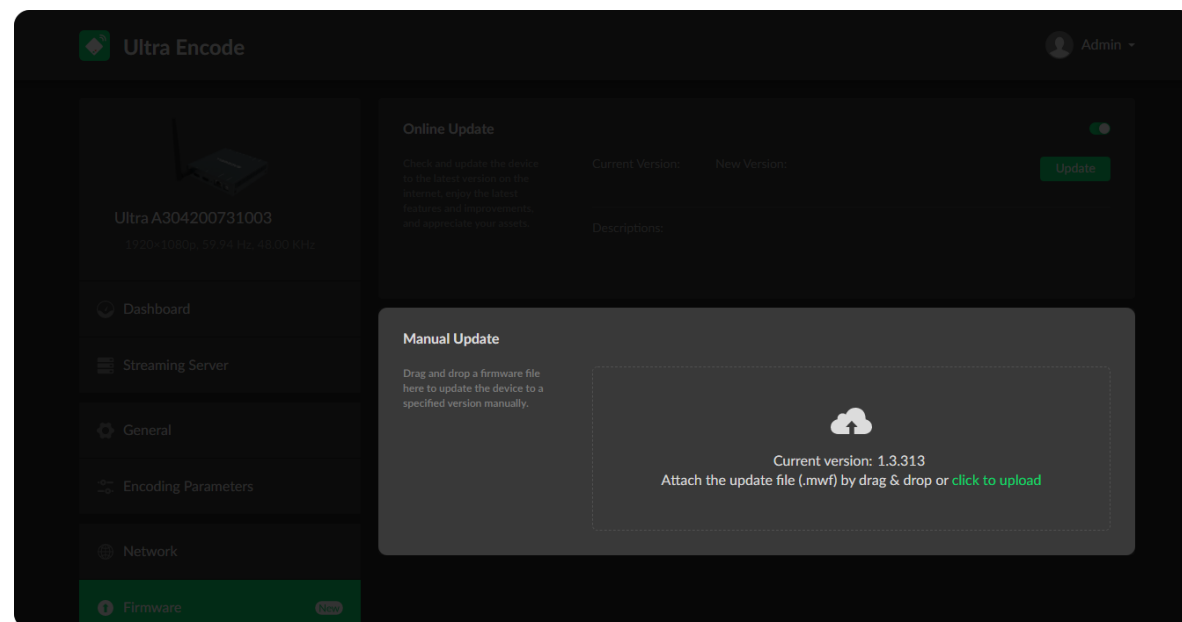 Ultra Encode
Admin
Ultra A304200731003
1920×1080p, 59.94 Hz, 48.00 KHz
Dashboard
Streaming Server
General
Encoding Parameters
Network
Firmware
New
Online Update
Check and update the device
to the latest version on the
internet, enjoy the latest
features and improvements,
and appreciate your assets.
Current Version:
New Version:
Update
Descriptions:
Manual Update
Drag and drop a firmware file
here to update the device to a
specified version manually.
Current version: 1.3.313
Attach the update file (.mwf) by drag & drop or click to upload